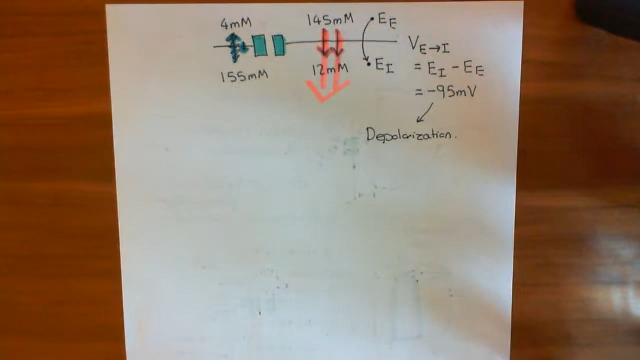 4mM
155mM
145mM
12mM
E_E
E_I
V_E→I
= E_I − E_E
= −95mV
Depolarization.